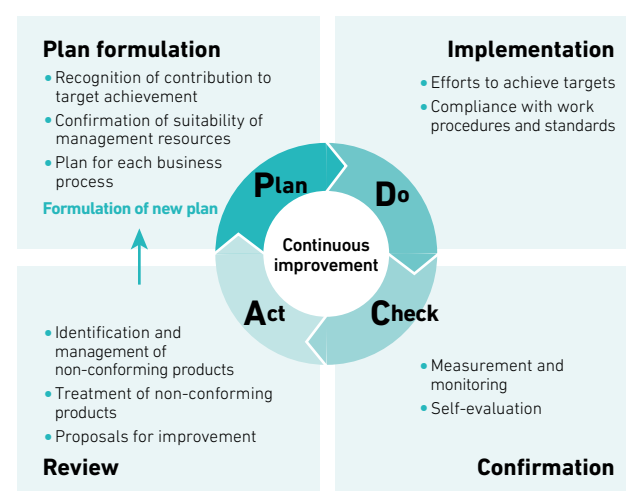 Plan formulation
• Recognition of contribution to
target achievement
• Confirmation of suitability of
management resources
• Plan for each business
process
Formulation of new plan
Implementation
• Efforts to achieve targets
• Compliance with work
procedures and standards
Plan
Do
Continuous
improvement
Act
Check
• Identification and
management of
non-conforming products
• Treatment of non-conforming
products
• Proposals for improvement
Review
• Measurement and
monitoring
• Self-evaluation
Confirmation